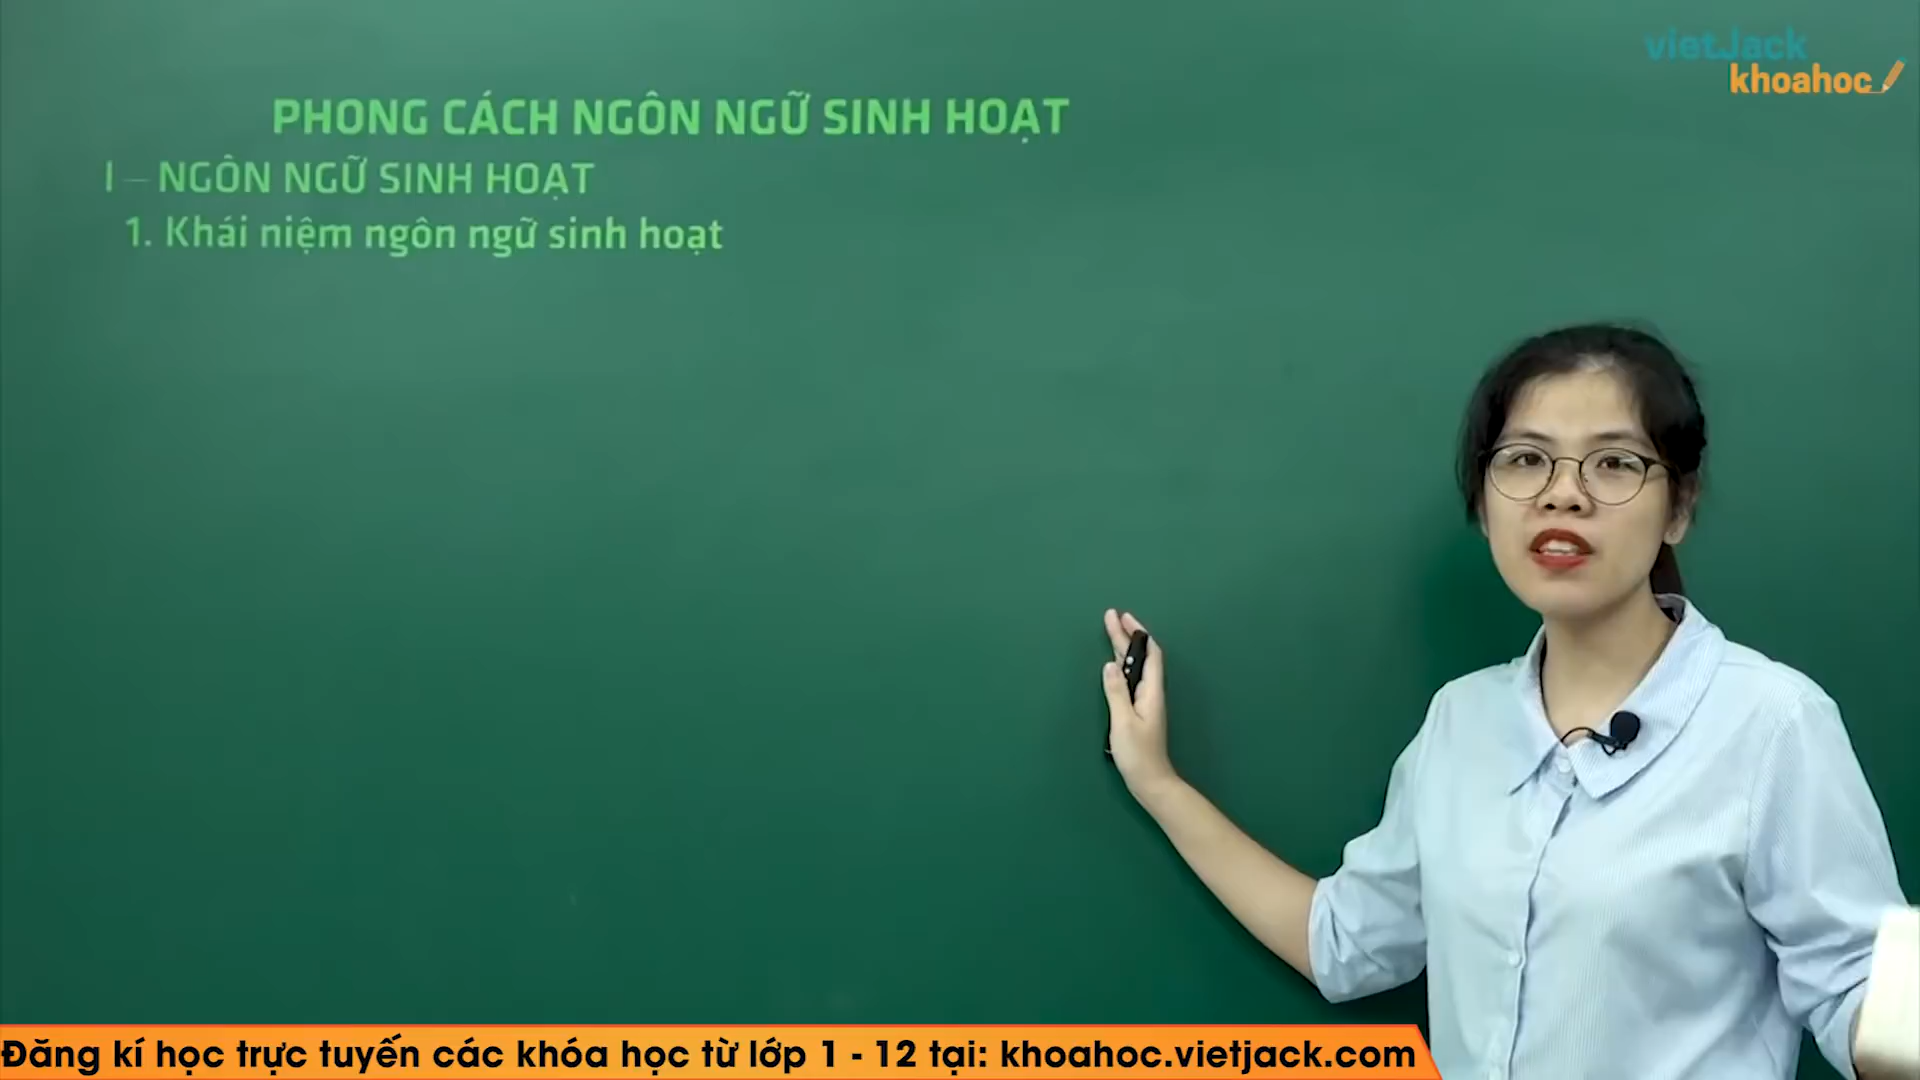 vietJack
khoahoc
PHONG CÁCH NGÔN NGỮ SINH HOẠT
I – NGÔN NGỮ SINH HOẠT
1. Khái niệm ngôn ngữ sinh hoạt
Đăng kí học trực tuyến các khóa học từ lớp 1 - 12 tại: khoahoc.vietjack.com